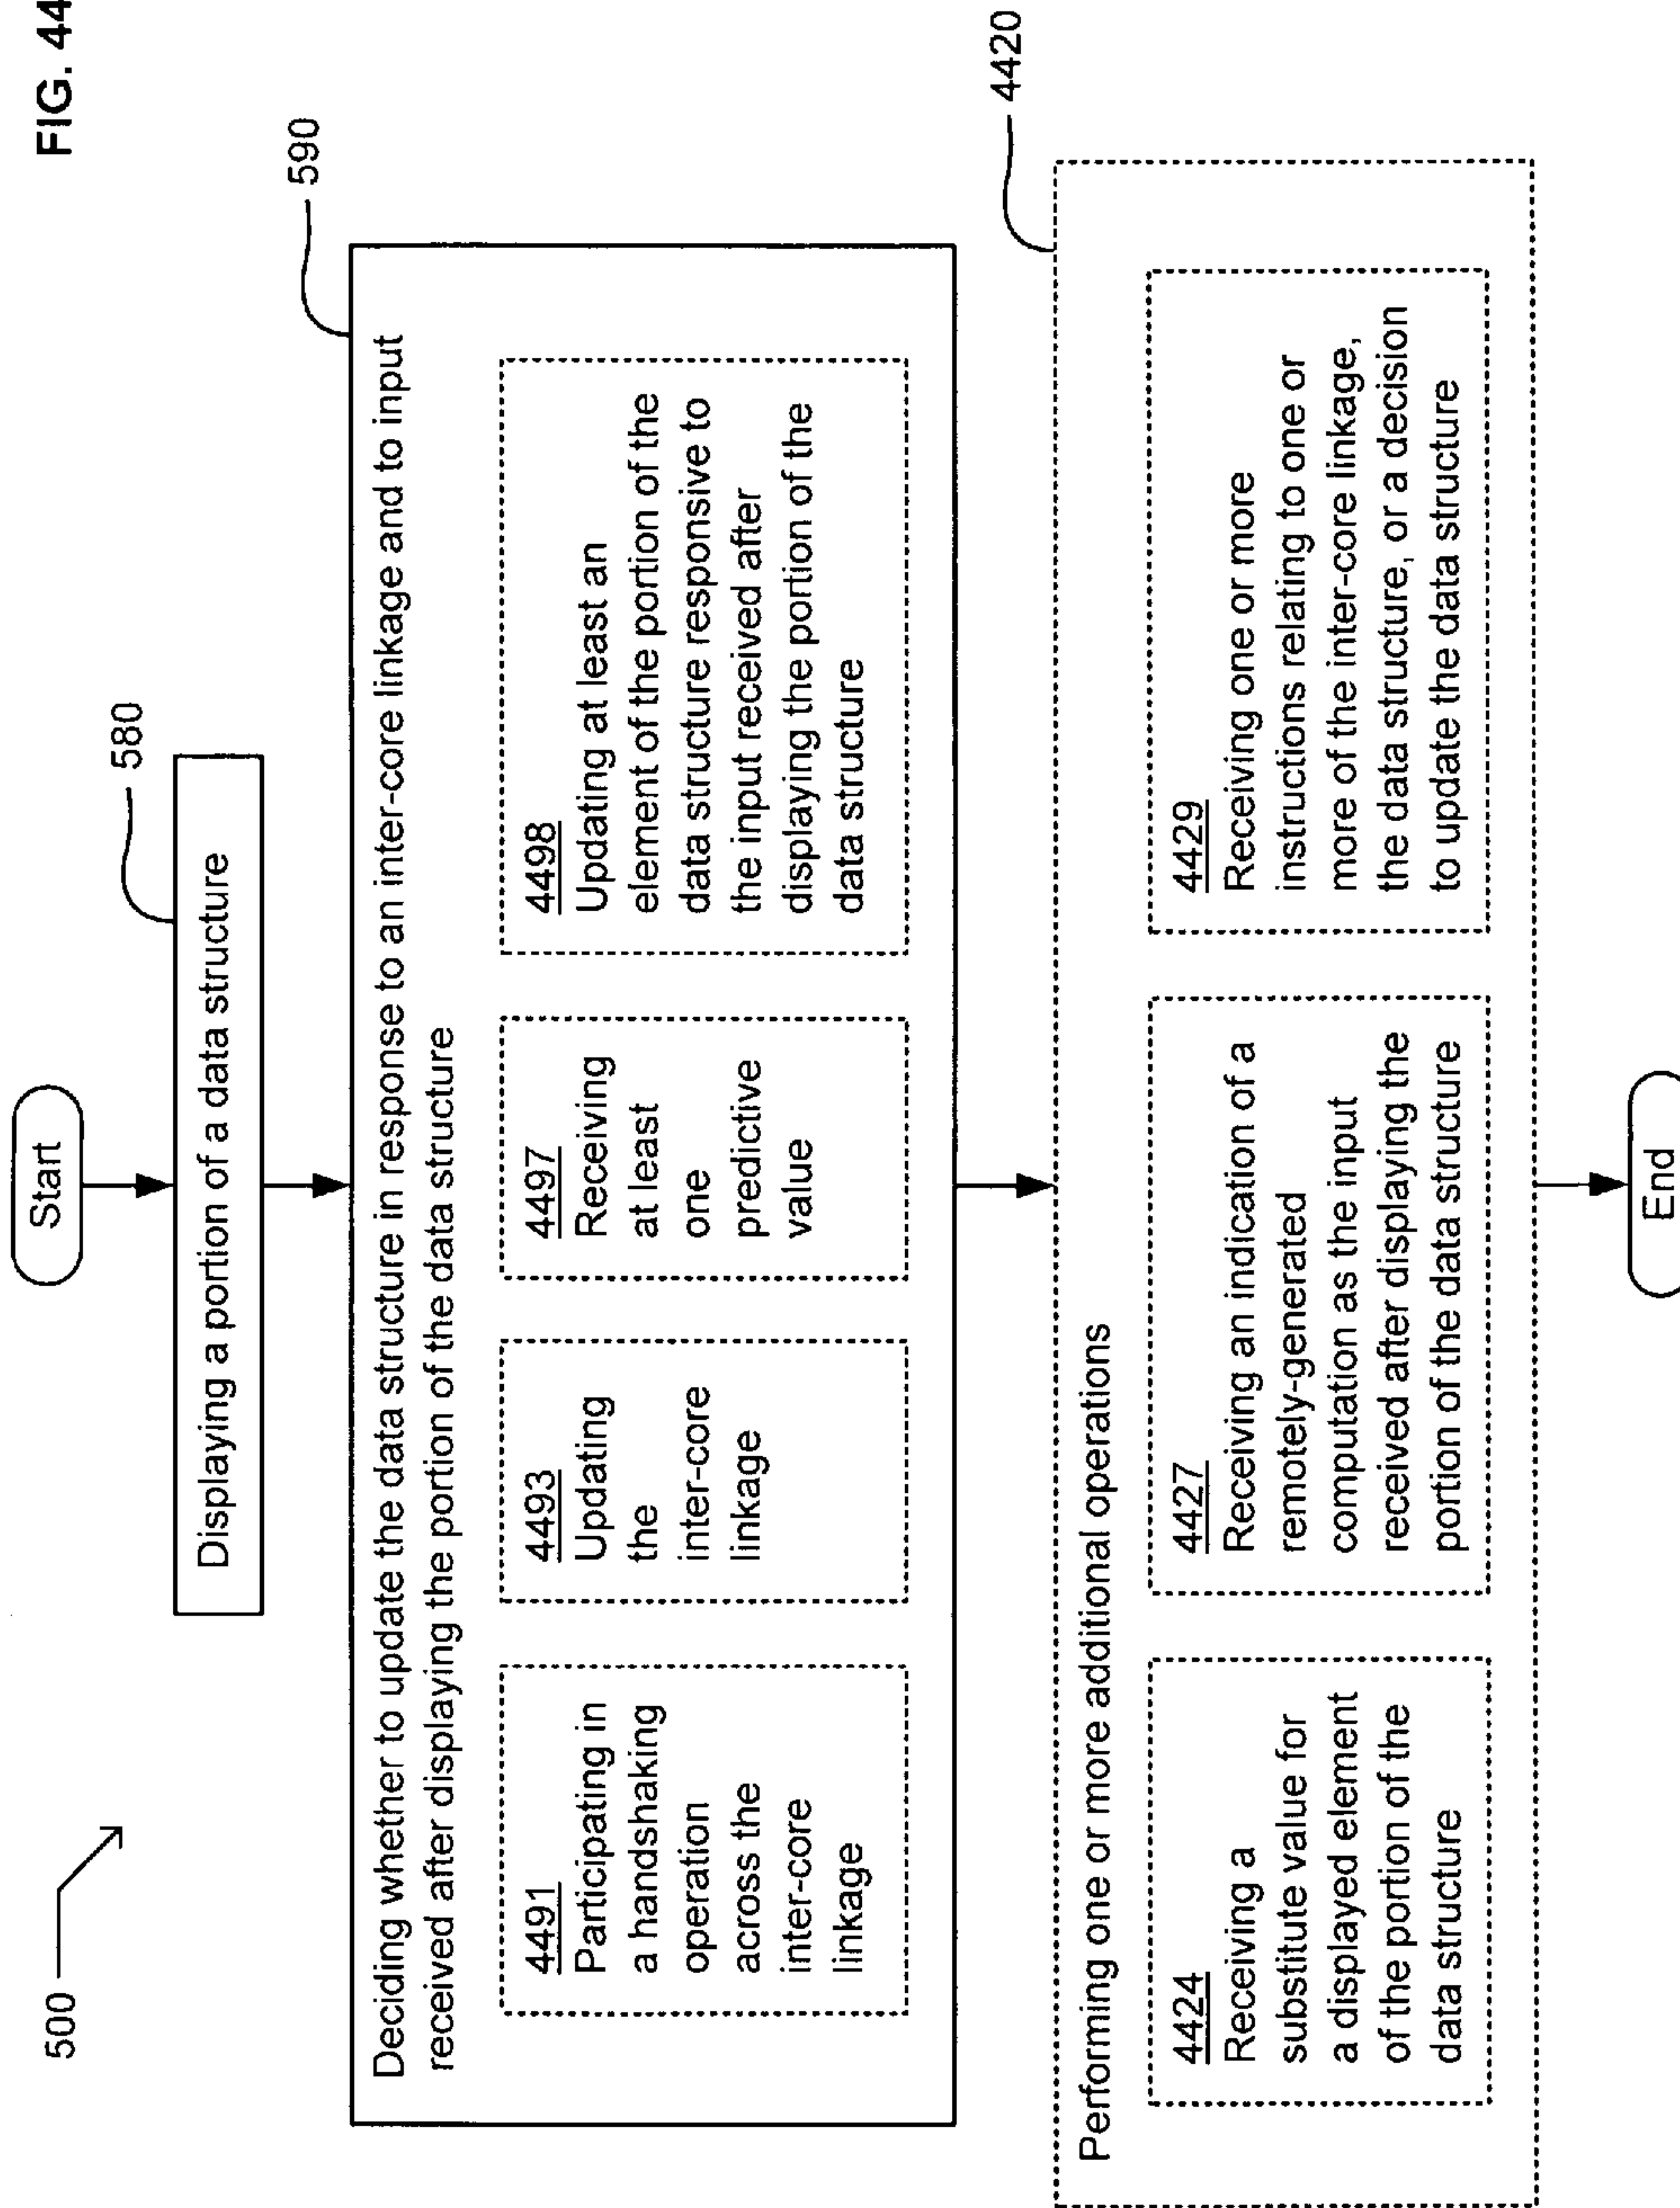 FIG. 44
500
Start
580
Displaying a portion of a data structure
590
Deciding whether to update the data structure in response to an inter-core linkage and to input
received after displaying the portion of the data structure
4491
Participating in
a handshaking
operation
across the
inter-core
linkage
4493
Updating
the
inter-core
linkage
4497
Receiving
at least
one
predictive
value
4498
Updating at least an
element of the portion of the
data structure responsive to
the input received after
displaying the portion of the
data structure
4420
Performing one or more additional operations
4424
Receiving a
substitute value for
a displayed element
of the portion of the
data structure
4427
Receiving an indication of a
remotely-generated
computation as the input
received after displaying the
portion of the data structure
4429
Receiving one or more
instructions relating to one or
more of the inter-core linkage,
the data structure, or a decision
to update the data structure
End